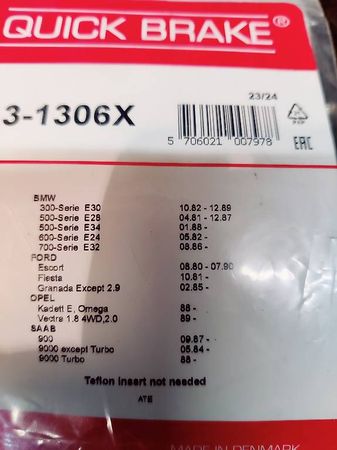 QUICK BRAKE®
3-1306X
23/24
5 706021 007978
PAP
EAC
BMW
300-Serie E30 10.82 - 12.89
500-Serie E28 04.81 - 12.87
500-Serie E34 01.88 -
600-Serie E24 05.82 -
700-Serie E32 08.86 -
FORD
Escort 08.80 - 07.90
Fiesta 10.81 -
Granada Except 2.9 02.85 -
OPEL
Kadett E, Omega 88 -
Vectra 1.8 4WD,2.0 89 -
SAAB
900 09.87 -
9000 except Turbo 05.84 -
9000 Turbo 88 -
Teflon insert not needed
ATE
MADE IN DENMARK